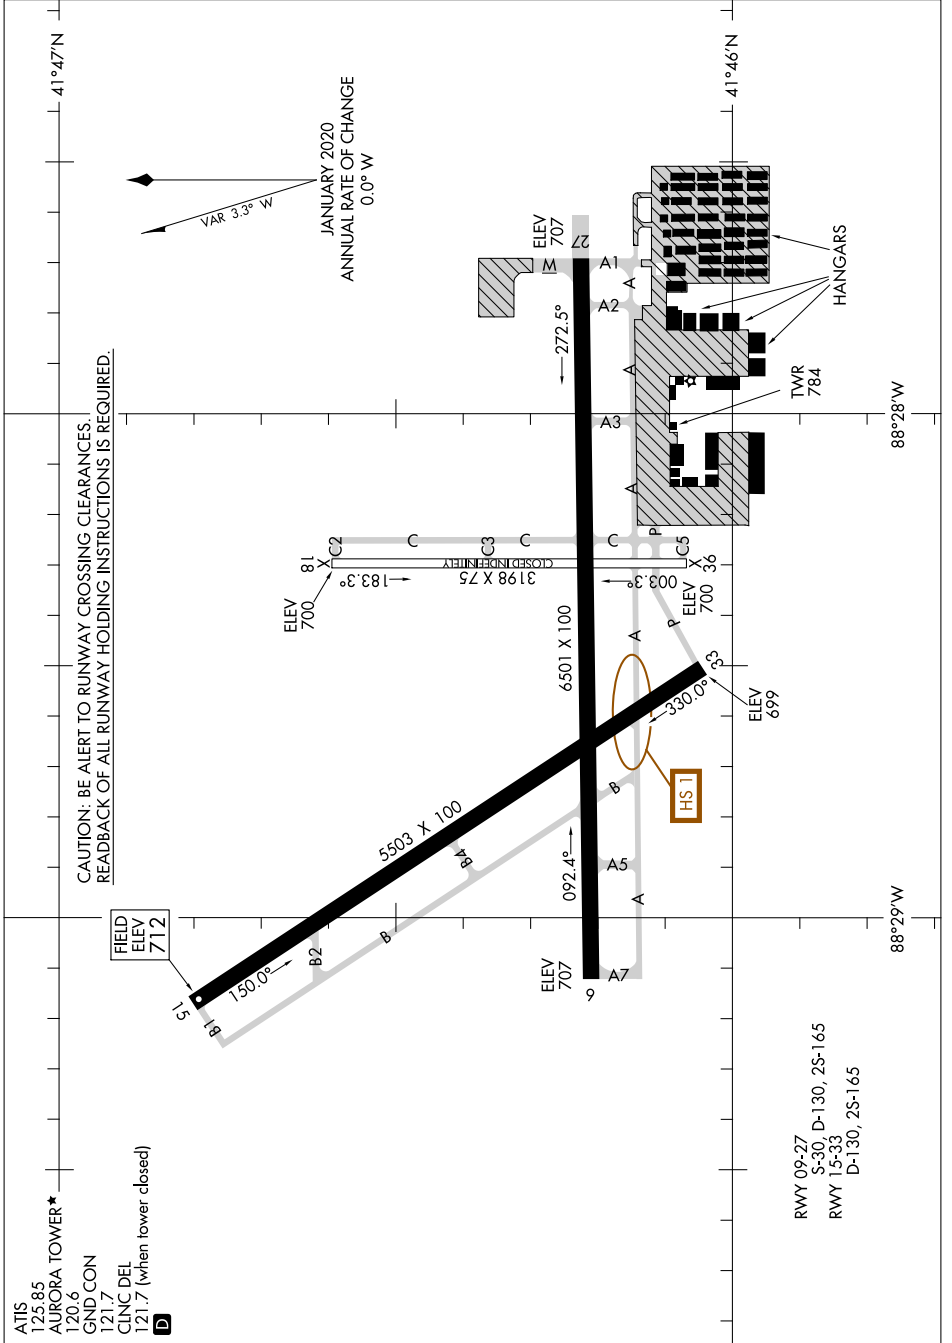 ATIS
125.85
AURORA TOWER★
120.6
GND CON
121.7
CLNC DEL
121.7 (when tower closed)
D
CAUTION: BE ALERT TO RUNWAY CROSSING CLEARANCES.
READBACK OF ALL RUNWAY HOLDING INSTRUCTIONS IS REQUIRED.
41°47'N
JANUARY 2020
ANNUAL RATE OF CHANGE
0.0° W
VAR 3.3° W
FIELD
ELEV
712
15
150.0°
B1
B2
B
B4
5503 X 100
ELEV
700
18
X
C2
C
C3
C
C
C5
183.3°
3198 X 75
CLOSED INDEFINITELY
003.3°
X
36
ELEV
700
ELEV
707
9
A7
092.4°
A5
A
B
6501 X 100
HS 1
A
330.0°
33
ELEV
699
P
P
A
A3
272.5°
A
A2
A
A1
W
ELEV
707
27
TWR
784
HANGARS
41°46'N
88°29'W
88°28'W
RWY 09-27
S-30, D-130, 2S-165
RWY 15-33
D-130, 2S-165